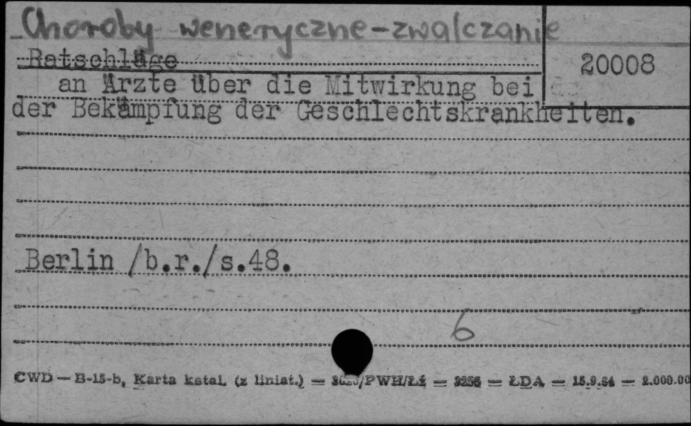 Choroby weneryczne-zwalczanie
20008
Ratschläge
an Ärzte über die Mitwirkung bei
der Bekämpfung der Geschlechtskrankheiten.
Berlin /b.r./s.48.
6
CWD — B-15-b, Karta katal. (z liniat.) — /PWH/Łź — — ŁDA — 15.9.54 — 2.000.00